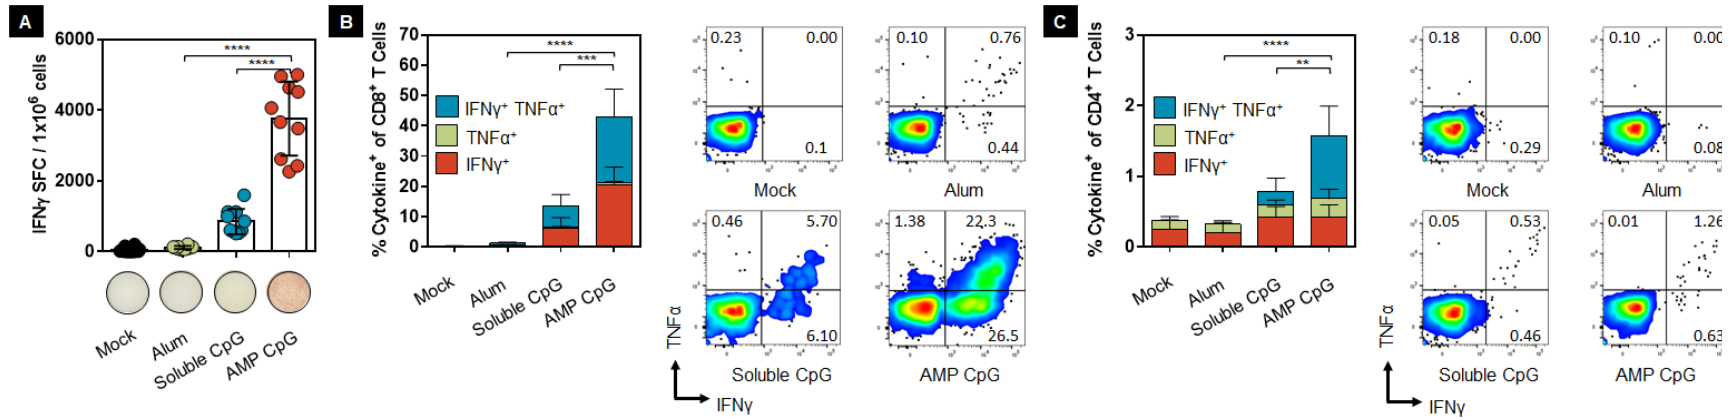 A
IFNγ SFC / 1x10⁶ cells
6000
4000
2000
0
****
****
Mock
Alum
Soluble CpG
AMP CpG
B
% Cytokine⁺ of CD8⁺ T Cells
70
60
50
40
30
20
10
0
****
***
IFNγ⁺ TNFα⁺
TNFα⁺
IFNγ⁺
Mock
Alum
Soluble CpG
AMP CpG
0.23
0.00
0.1
Mock
0.10
0.76
0.44
Alum
0.46
5.70
6.10
Soluble CpG
1.38
22.3
26.5
AMP CpG
TNFα
IFNγ
C
% Cytokine⁺ of CD4⁺ T Cells
3
2
1
0
****
**
IFNγ⁺ TNFα⁺
TNFα⁺
IFNγ⁺
Mock
Alum
Soluble CpG
AMP CpG
0.18
0.00
0.29
Mock
0.10
0.00
0.08
Alum
0.05
0.53
0.46
Soluble CpG
0.01
1.26
0.63
AMP CpG
TNFα
IFNγ